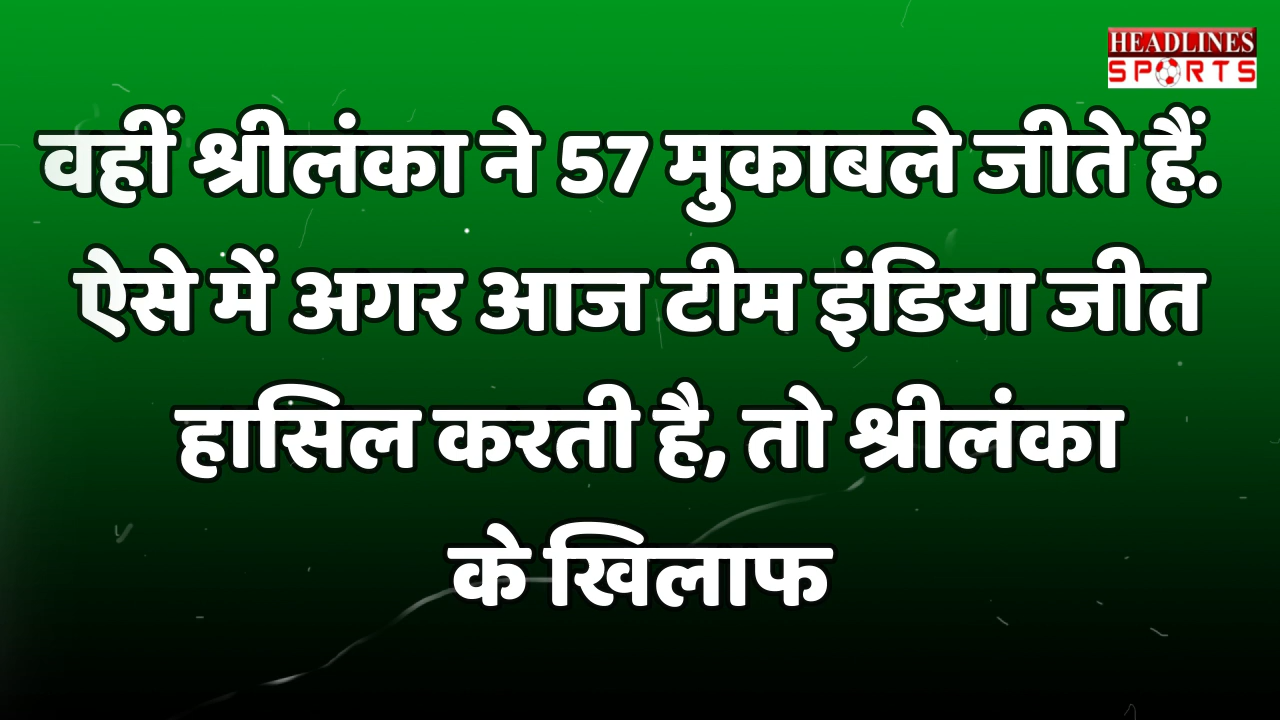 HEADLINES
SPORTS
वहीं श्रीलंका ने 57 मुकाबले जीते हैं.
ऐसे में अगर आज टीम इंडिया जीत
हासिल करती है, तो श्रीलंका
के खिलाफ